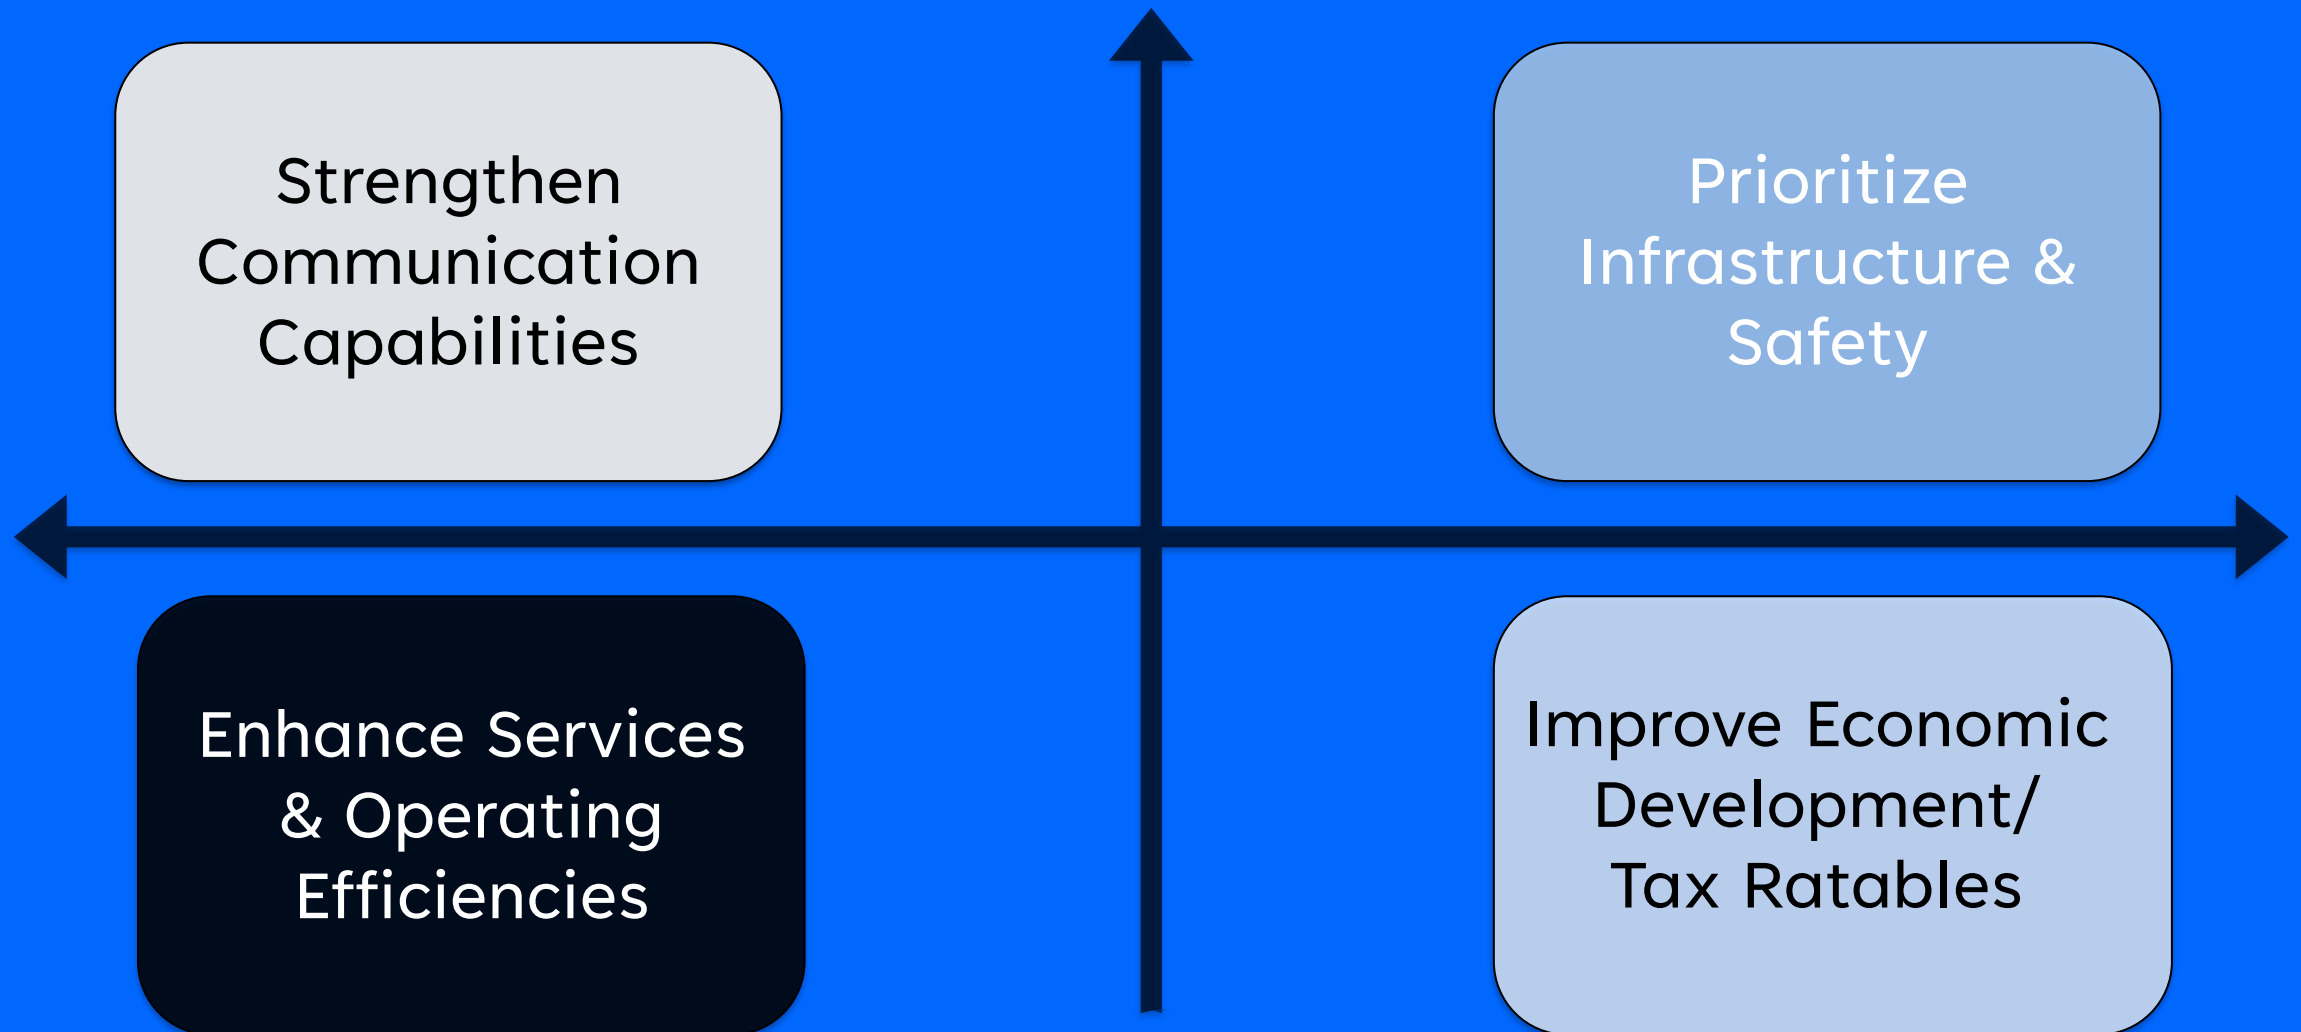 Strengthen
Communication
Capabilities
Prioritize
Infrastructure &
Safety
Enhance Services
& Operating
Efficiencies
Improve Economic
Development/
Tax Ratables